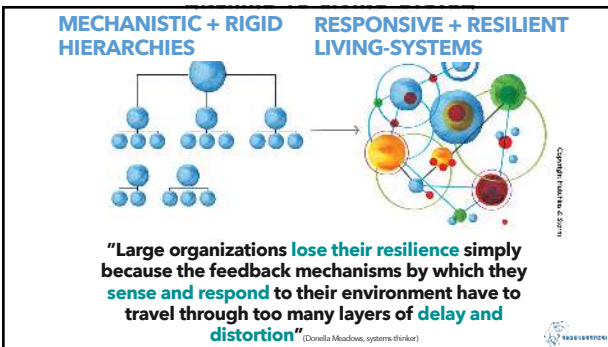 MECHANISTIC + RIGID
HIERARCHIES
RESPONSIVE + RESILIENT
LIVING-SYSTEMS
"Large organizations lose their resilience simply
because the feedback mechanisms by which they
sense and respond to their environment have to
travel through too many layers of delay and
distortion" (Donella Meadows, systems-thinker)